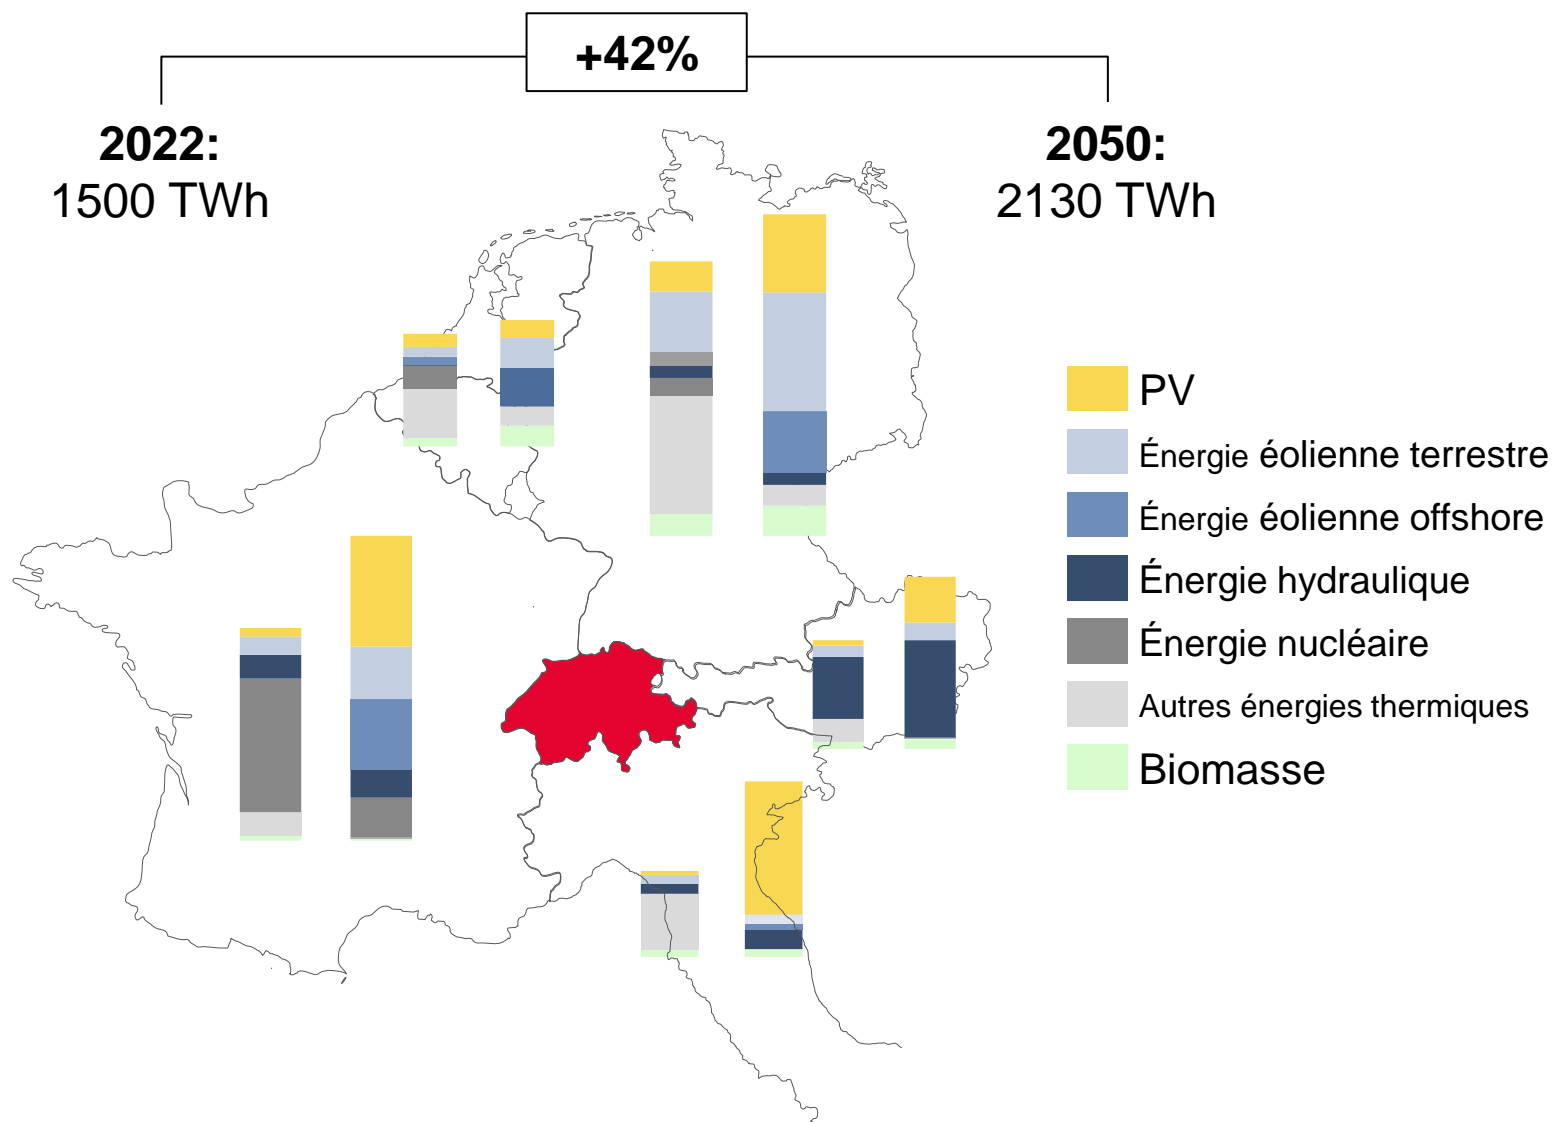 +42%
2022:
1500 TWh
2050:
2130 TWh
PV
Énergie éolienne terrestre
Énergie éolienne offshore
Énergie hydraulique
Énergie nucléaire
Autres énergies thermiques
Biomasse